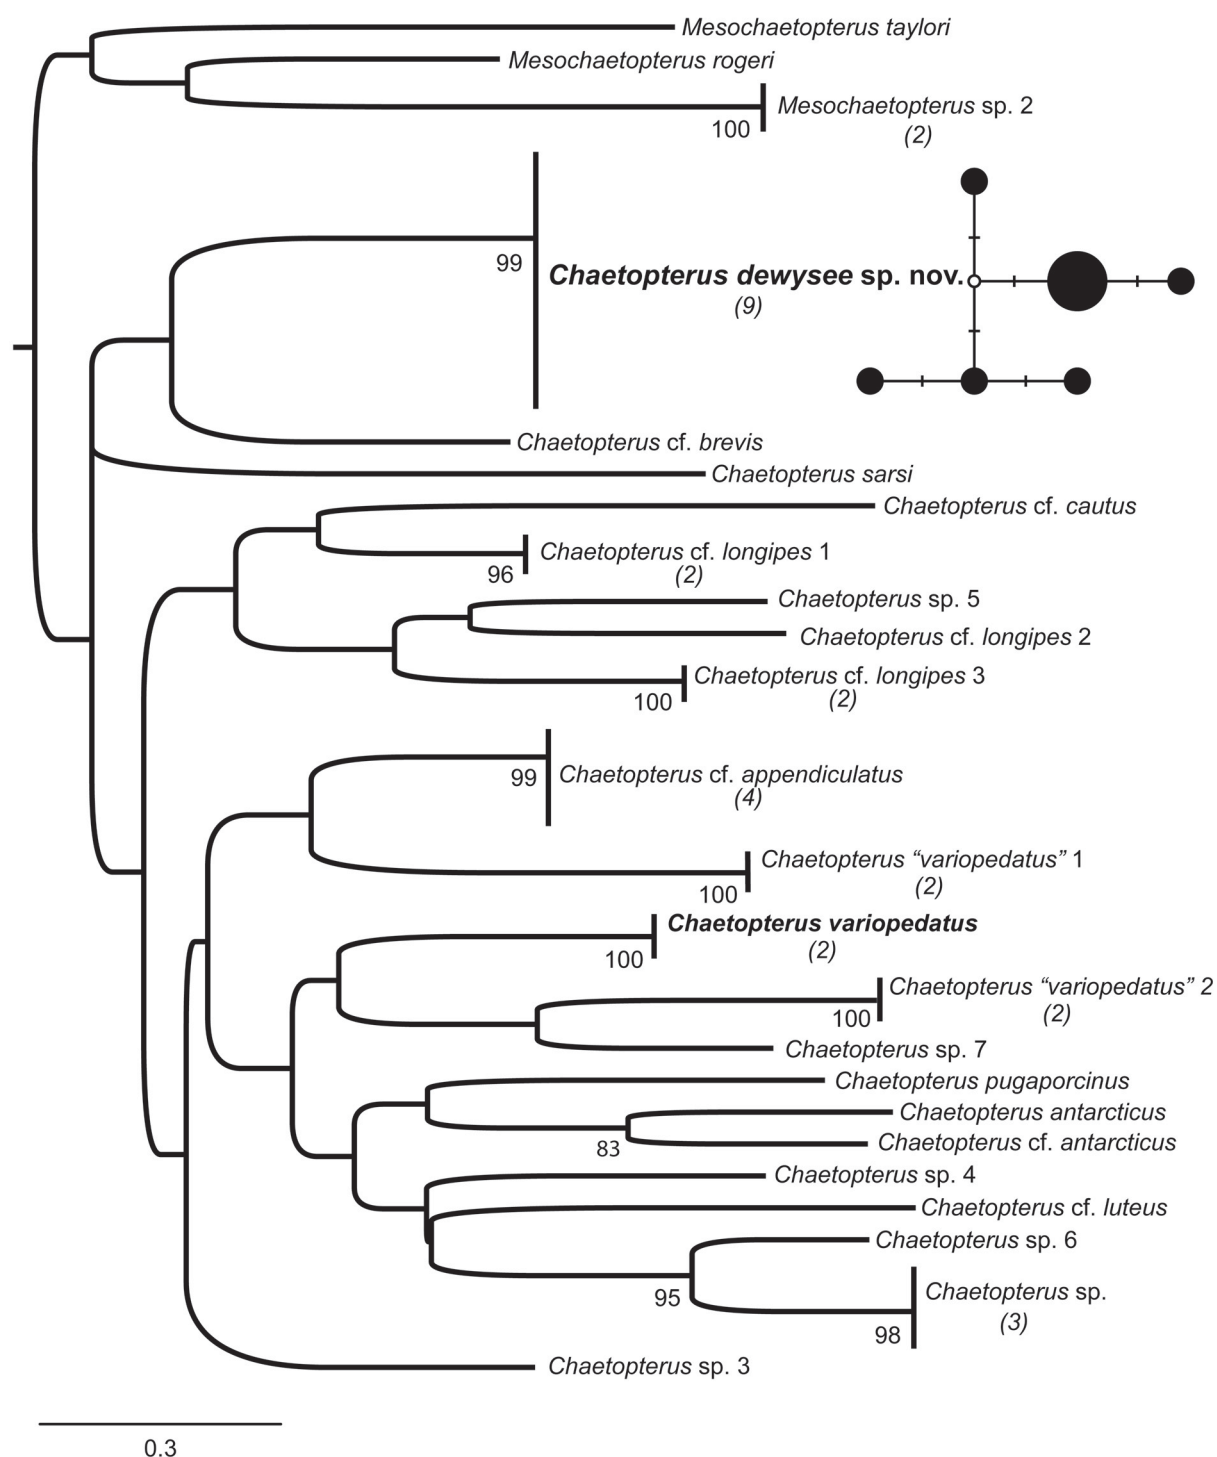 Mesochaetopterus taylori
Mesochaetopterus rogeri
Mesochaetopterus sp. 2
100
(2)
99
Chaetopterus dewysee sp. nov.
(9)
Chaetopterus cf. brevis
Chaetopterus sarsi
Chaetopterus cf. cautus
Chaetopterus cf. longipes 1
96
(2)
Chaetopterus sp. 5
Chaetopterus cf. longipes 2
Chaetopterus cf. longipes 3
100
(2)
99
Chaetopterus cf. appendiculatus
(4)
Chaetopterus “variopedatus” 1
100
(2)
Chaetopterus variopedatus
100
(2)
Chaetopterus “variopedatus” 2
100
(2)
Chaetopterus sp. 7
Chaetopterus pugaporcinus
Chaetopterus antarcticus
83
Chaetopterus cf. antarcticus
Chaetopterus sp. 4
Chaetopterus cf. luteus
Chaetopterus sp. 6
95
Chaetopterus sp.
98
(3)
Chaetopterus sp. 3
0.3